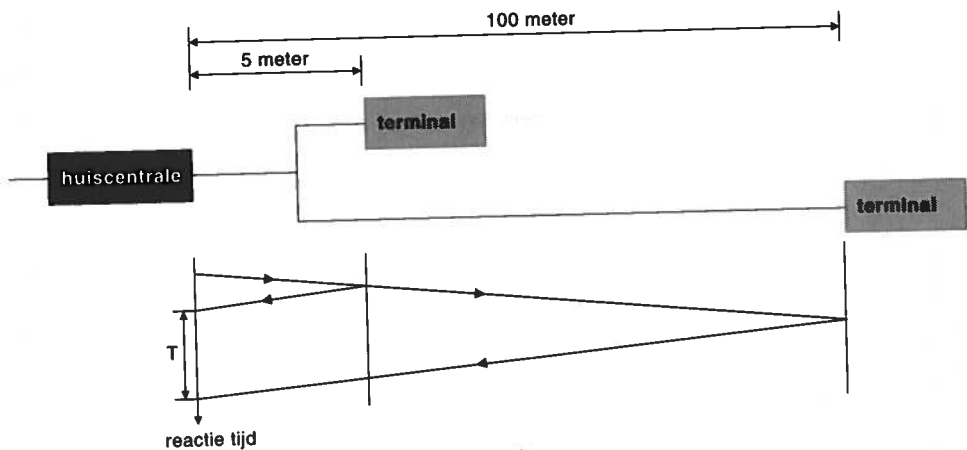 100 meter
5 meter
terminal
huiscentrale
terminal
T
reactie tijd